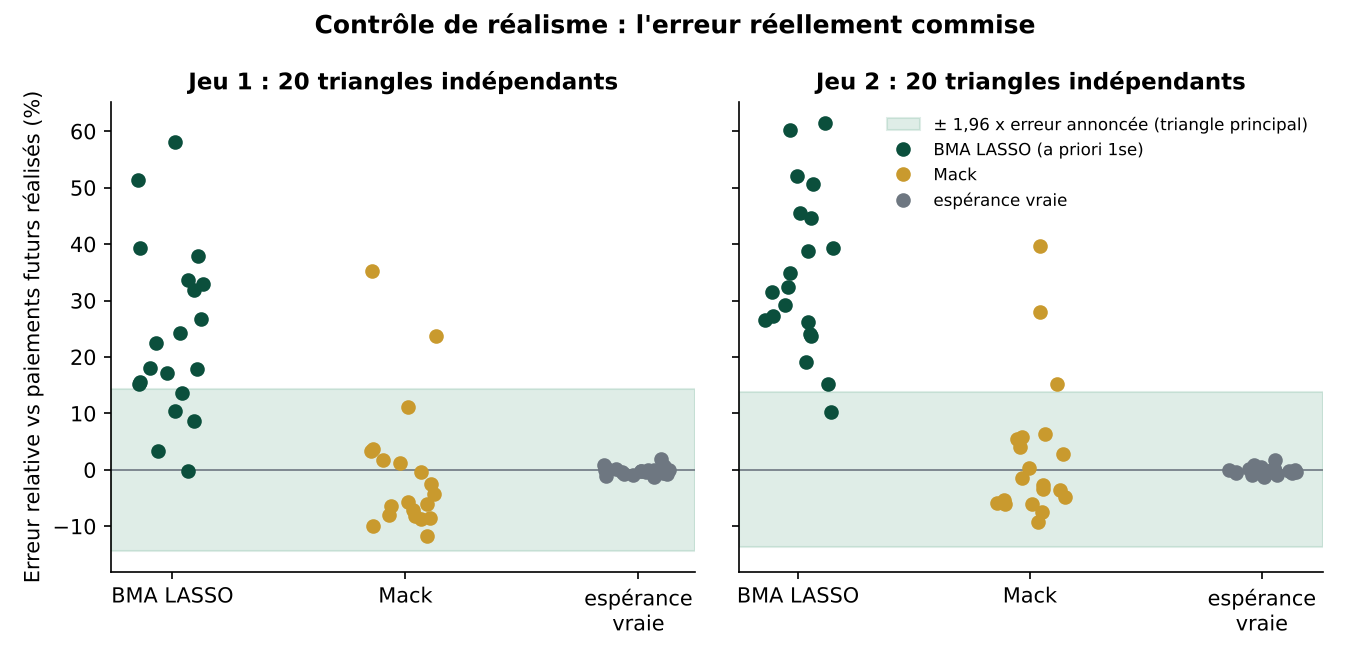 Contrôle de réalisme : l'erreur réellement commise
Jeu 1 : 20 triangles indépendants
Erreur relative vs paiements futurs réalisés (%)
60
50
40
30
20
10
0
−10
BMA LASSO
Mack
espérance
vraie
Jeu 2 : 20 triangles indépendants
± 1,96 x erreur annoncée (triangle principal)
BMA LASSO (a priori 1se)
Mack
espérance vraie
BMA LASSO
Mack
espérance
vraie